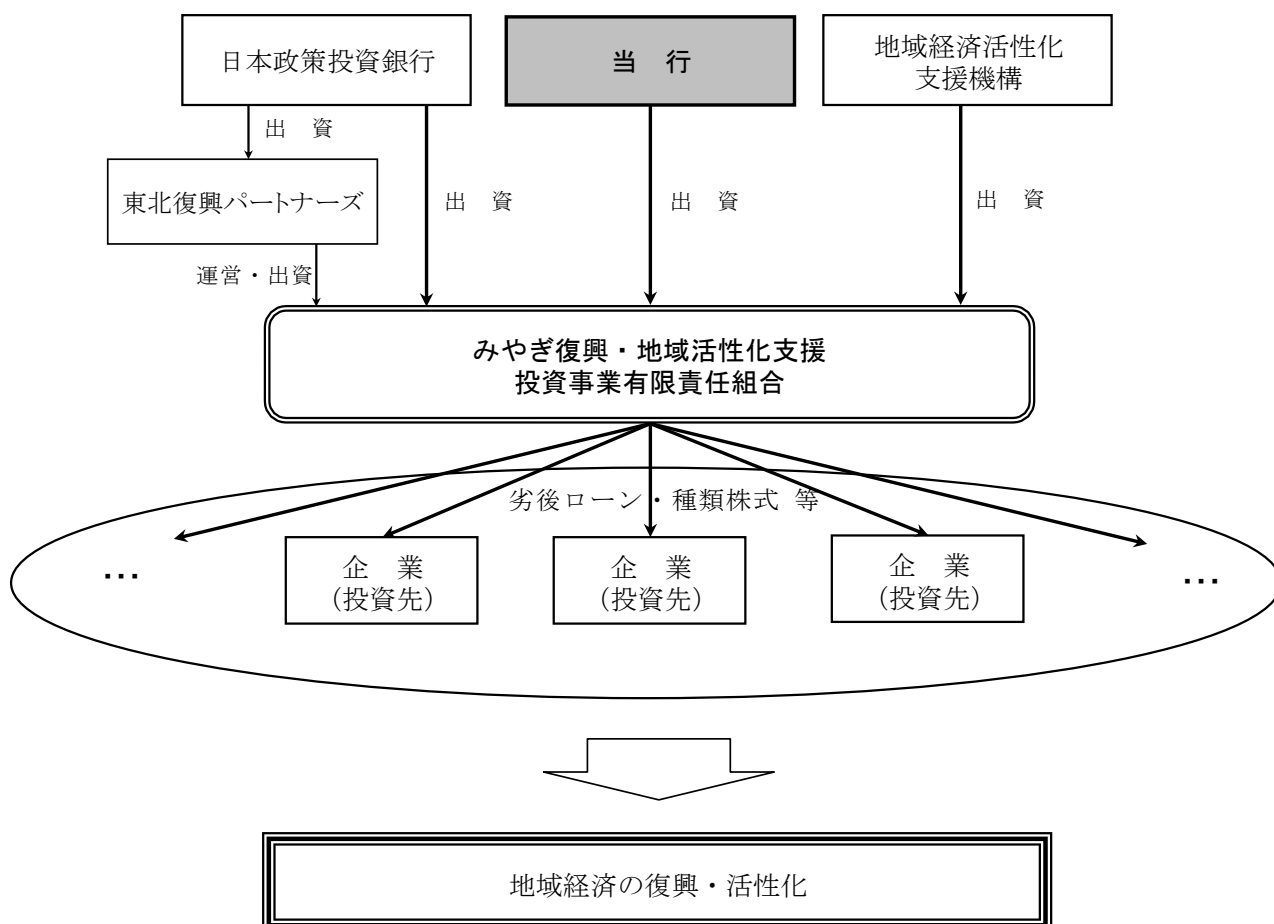 日本政策投資銀行
当 行
地域経済活性化
支援機構
出 資
東北復興パートナーズ
出 資
出 資
出 資
運営・出資
みやぎ復興・地域活性化支援
投資事業有限責任組合
劣後ローン・種類株式 等
…
企 業
(投資先)
企 業
(投資先)
企 業
(投資先)
…
地域経済の復興・活性化